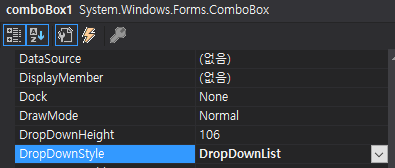 comboBox1 System.Windows.Forms.ComboBox
DataSource (없음)
DisplayMember (없음)
Dock None
DrawMode Normal
DropDownHeight 106
DropDownStyle DropDownList